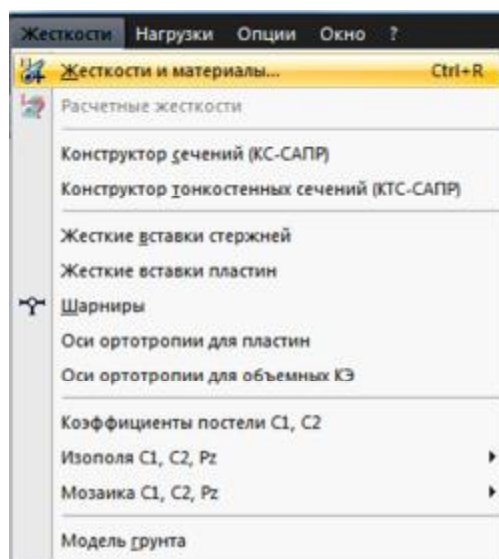 Жесткости Нагрузки Опции Окно ?
Жесткости и материалы... Ctrl+R
Расчетные жесткости
Конструктор сечений (КС-САПР)
Конструктор тонкостенных сечений (КТС-САПР)
Жесткие вставки стержней
Жесткие вставки пластин
Шарниры
Оси ортотропии для пластин
Оси ортотропии для объемных КЭ
Коэффициенты постели С1, С2
Изополя С1, С2, Pz
Мозаика С1, С2, Pz
Модель грунта